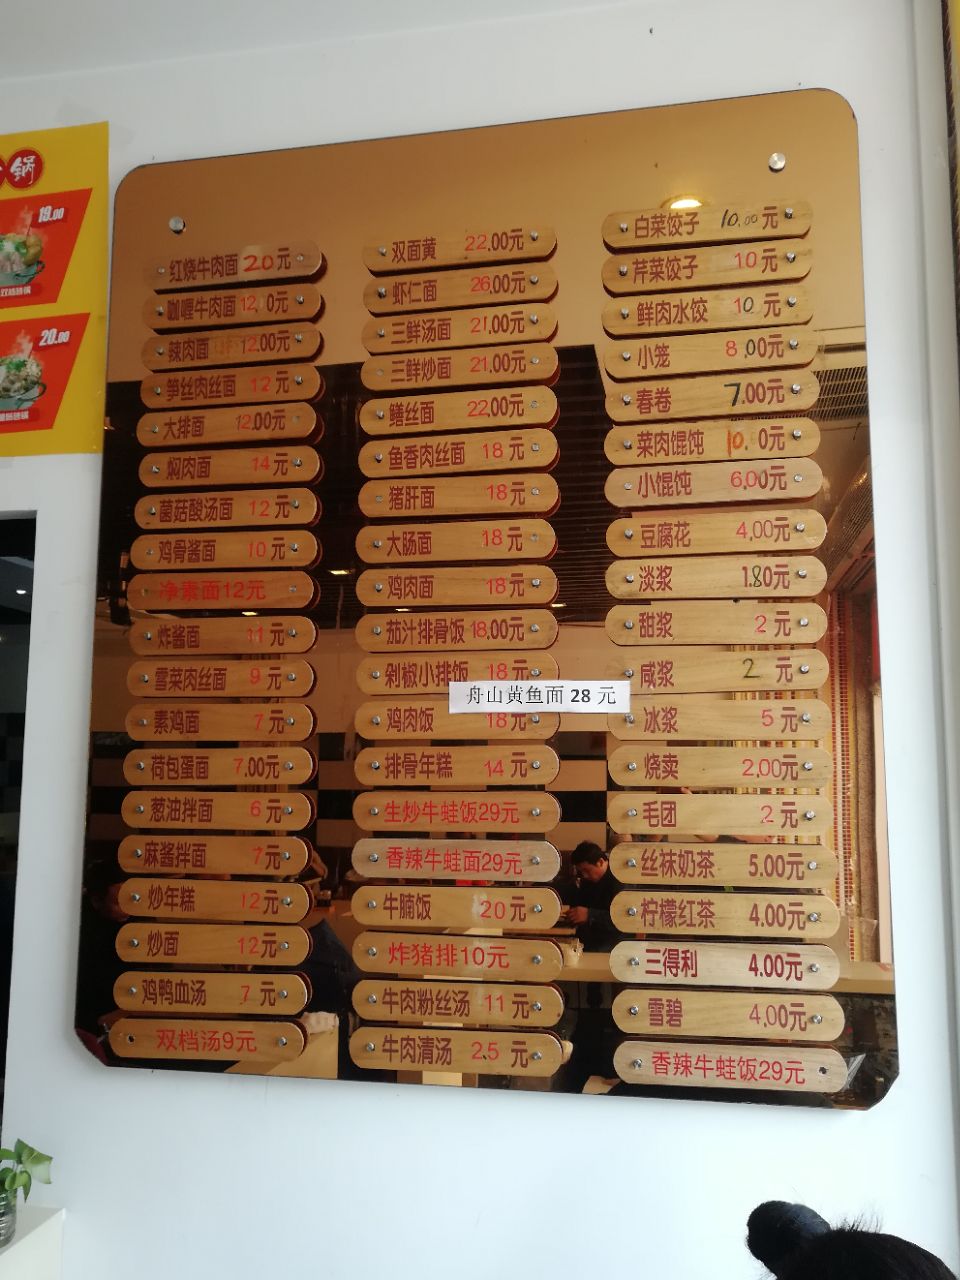 锅
19.00
20.00
红烧牛肉面 20元
咖喱牛肉面 12.00元
辣肉面 12.00元
笋丝肉丝面 12元
大排面 12.00元
焖肉面 14元
菌菇酸汤面 12元
鸡骨酱面 10元
净素面12元
炸酱面 11元
雪菜肉丝面 9元
素鸡面 7元
荷包蛋面 7.00元
葱油拌面 6元
麻酱拌面 7元
炒年糕 12元
炒面 12元
鸡鸭血汤 7元
双档汤9元
双面黄 22.00元
虾仁面 26.00元
三鲜汤面 21.00元
三鲜炒面 21.00元
鳝丝面 22.00元
鱼香肉丝面 18元
猪肝面 18元
大肠面 18元
鸡肉面 18元
茄汁排骨饭 18.00元
剁椒小排饭 18元
舟山黄鱼面28元
鸡肉饭 18元
排骨年糕 14元
生炒牛蛙饭29元
香辣牛蛙面29元
牛腩饭 20元
炸猪排10元
牛肉粉丝汤 11元
牛肉清汤 2.5元
白菜饺子 10.00元
芹菜饺子 10元
鲜肉水饺 10元
小笼 8.00元
春卷 7.00元
菜肉馄饨 10.0元
小馄饨 6.00元
豆腐花 4.00元
淡浆 1.80元
甜浆 2元
咸浆 2元
冰浆 5元
烧卖 2.00元
毛团 2元
丝袜奶茶 5.00元
柠檬红茶 4.00元
三得利 4.00元
雪碧 4.00元
香辣牛蛙饭29元